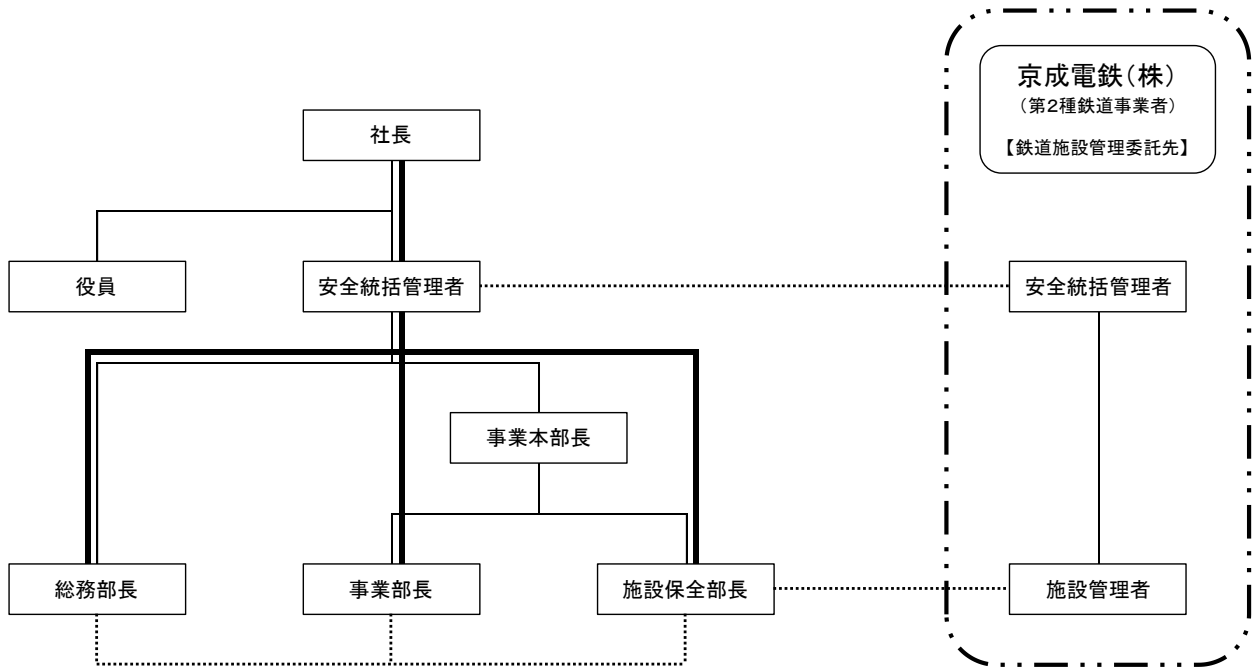 京成電鉄(株)
(第2種鉄道事業者)
【鉄道施設管理委託先】
社長
役員
安全統括管理者
安全統括管理者
事業本部長
総務部長
事業部長
施設保全部長
施設管理者